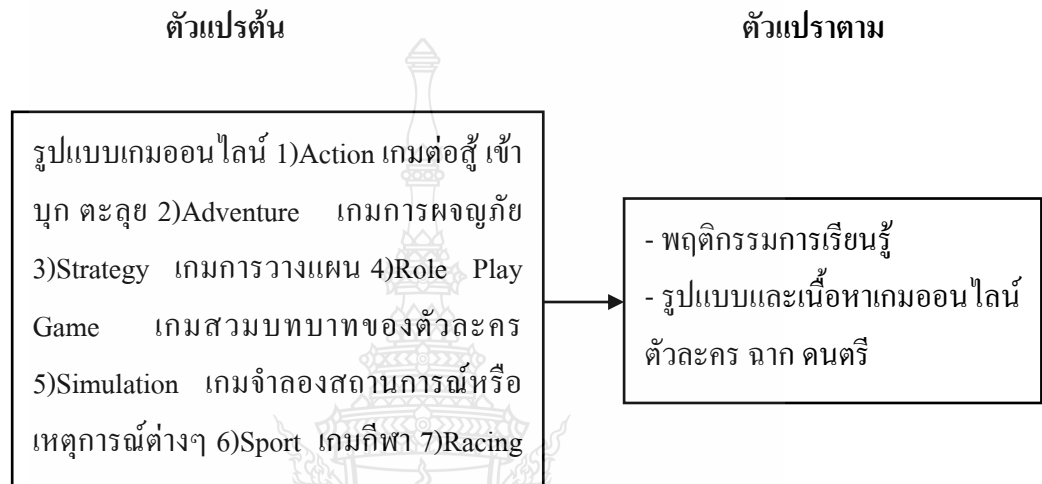 ตัวแปรต้น
ตัวแปราตาม
รูปแบบเกมออนไลน์ 1)Action เกมต่อสู้ เข้า
บุก ตะลุย 2)Adventure เกมการผจญภัย
3)Strategy เกมการวางแผน 4)Role Play
Game เกมสวมบทบาทของตัวละคร
5)Simulation เกมจำลองสถานการณ์หรือ
เหตุการณ์ต่างๆ 6)Sport เกมกีฬา 7)Racing
- พฤติกรรมการเรียนรู้
- รูปแบบและเนื้อหาเกมออนไลน์
ตัวละคร ฉาก ดนตรี